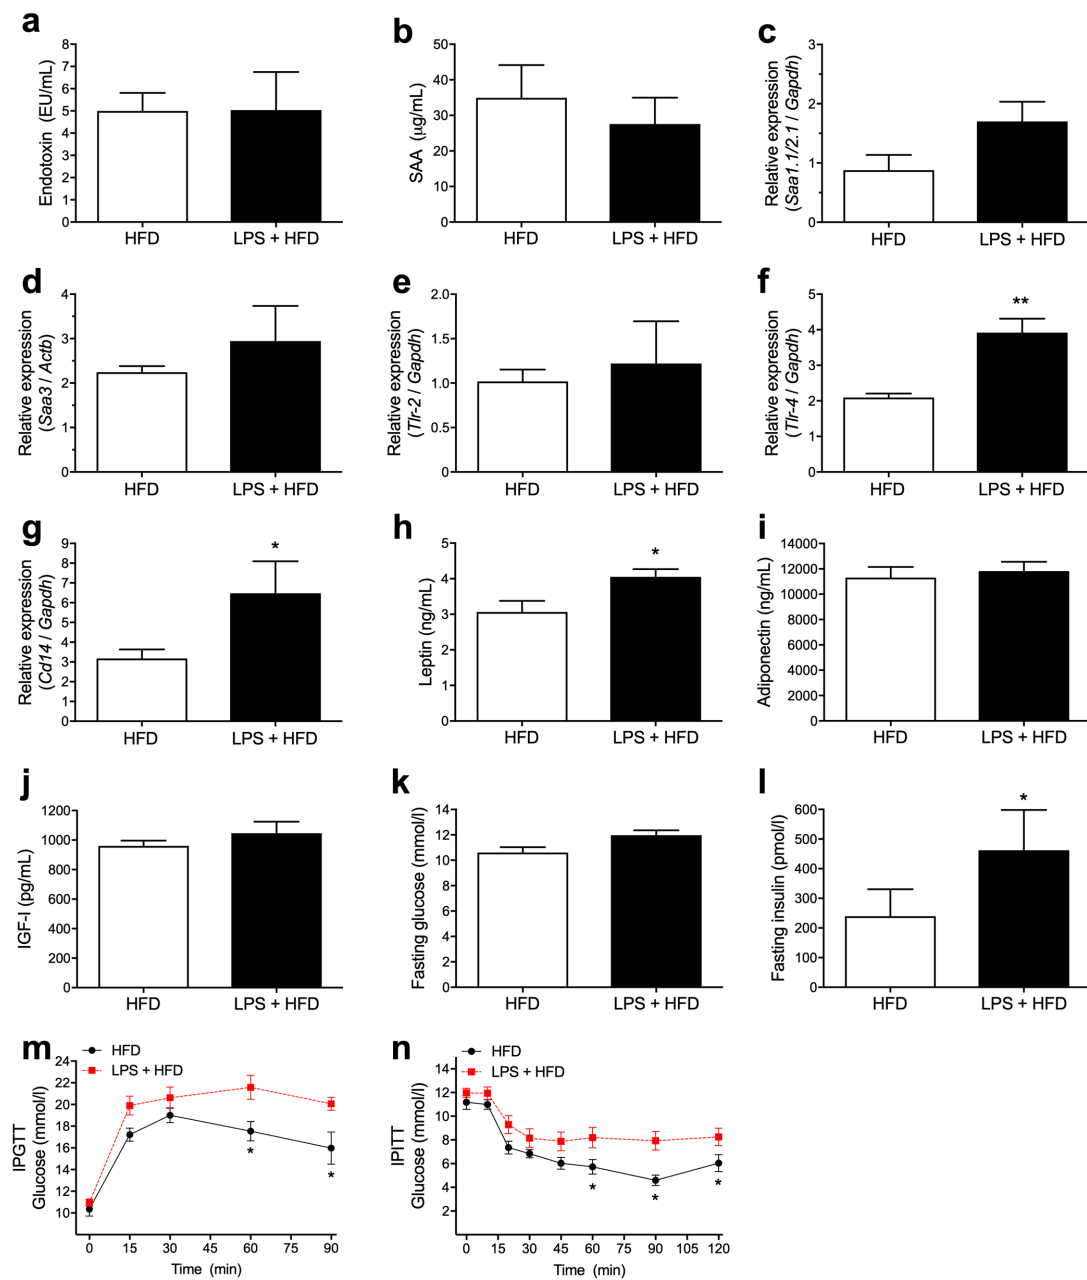 a
Endotoxin (EU/mL)
8
7
6
5
4
3
2
1
0
HFD
LPS + HFD
b
SAA (µg/mL)
50
40
30
20
10
0
HFD
LPS + HFD
c
Relative expression
(Saa1.1/2.1 / Gapdh)
3
2
1
0
HFD
LPS + HFD
d
Relative expression
(Saa3 / Actb)
4
3
2
1
0
HFD
LPS + HFD
e
Relative expression
(Tlr-2 / Gapdh)
2.0
1.5
1.0
0.5
0
HFD
LPS + HFD
f
Relative expression
(Tlr-4 / Gapdh)
5
4
3
2
1
0
**
HFD
LPS + HFD
g
Relative expression
(Cd14 / Gapdh)
9
8
7
6
5
4
3
2
1
0
*
HFD
LPS + HFD
h
Leptin (ng/mL)
5
4
3
2
1
0
*
HFD
LPS + HFD
i
Adiponectin (ng/mL)
14000
12000
10000
8000
6000
4000
2000
0
HFD
LPS + HFD
j
IGF-I (pg/mL)
1200
1000
800
600
400
200
0
HFD
LPS + HFD
k
Fasting glucose (mmol/l)
14
12
10
8
6
4
2
0
HFD
LPS + HFD
l
Fasting insulin (pmol/l)
600
500
400
300
200
100
0
*
HFD
LPS + HFD
m
HFD
LPS + HFD
IPGTT
Glucose (mmol/l)
24
22
20
18
16
14
12
10
*
*
0 15 30 45 60 75 90
Time (min)
n
HFD
LPS + HFD
IPITT
Glucose (mmol/l)
14
12
10
8
6
4
2
*
*
*
0 15 30 45 60 75 90 105 120
Time (min)